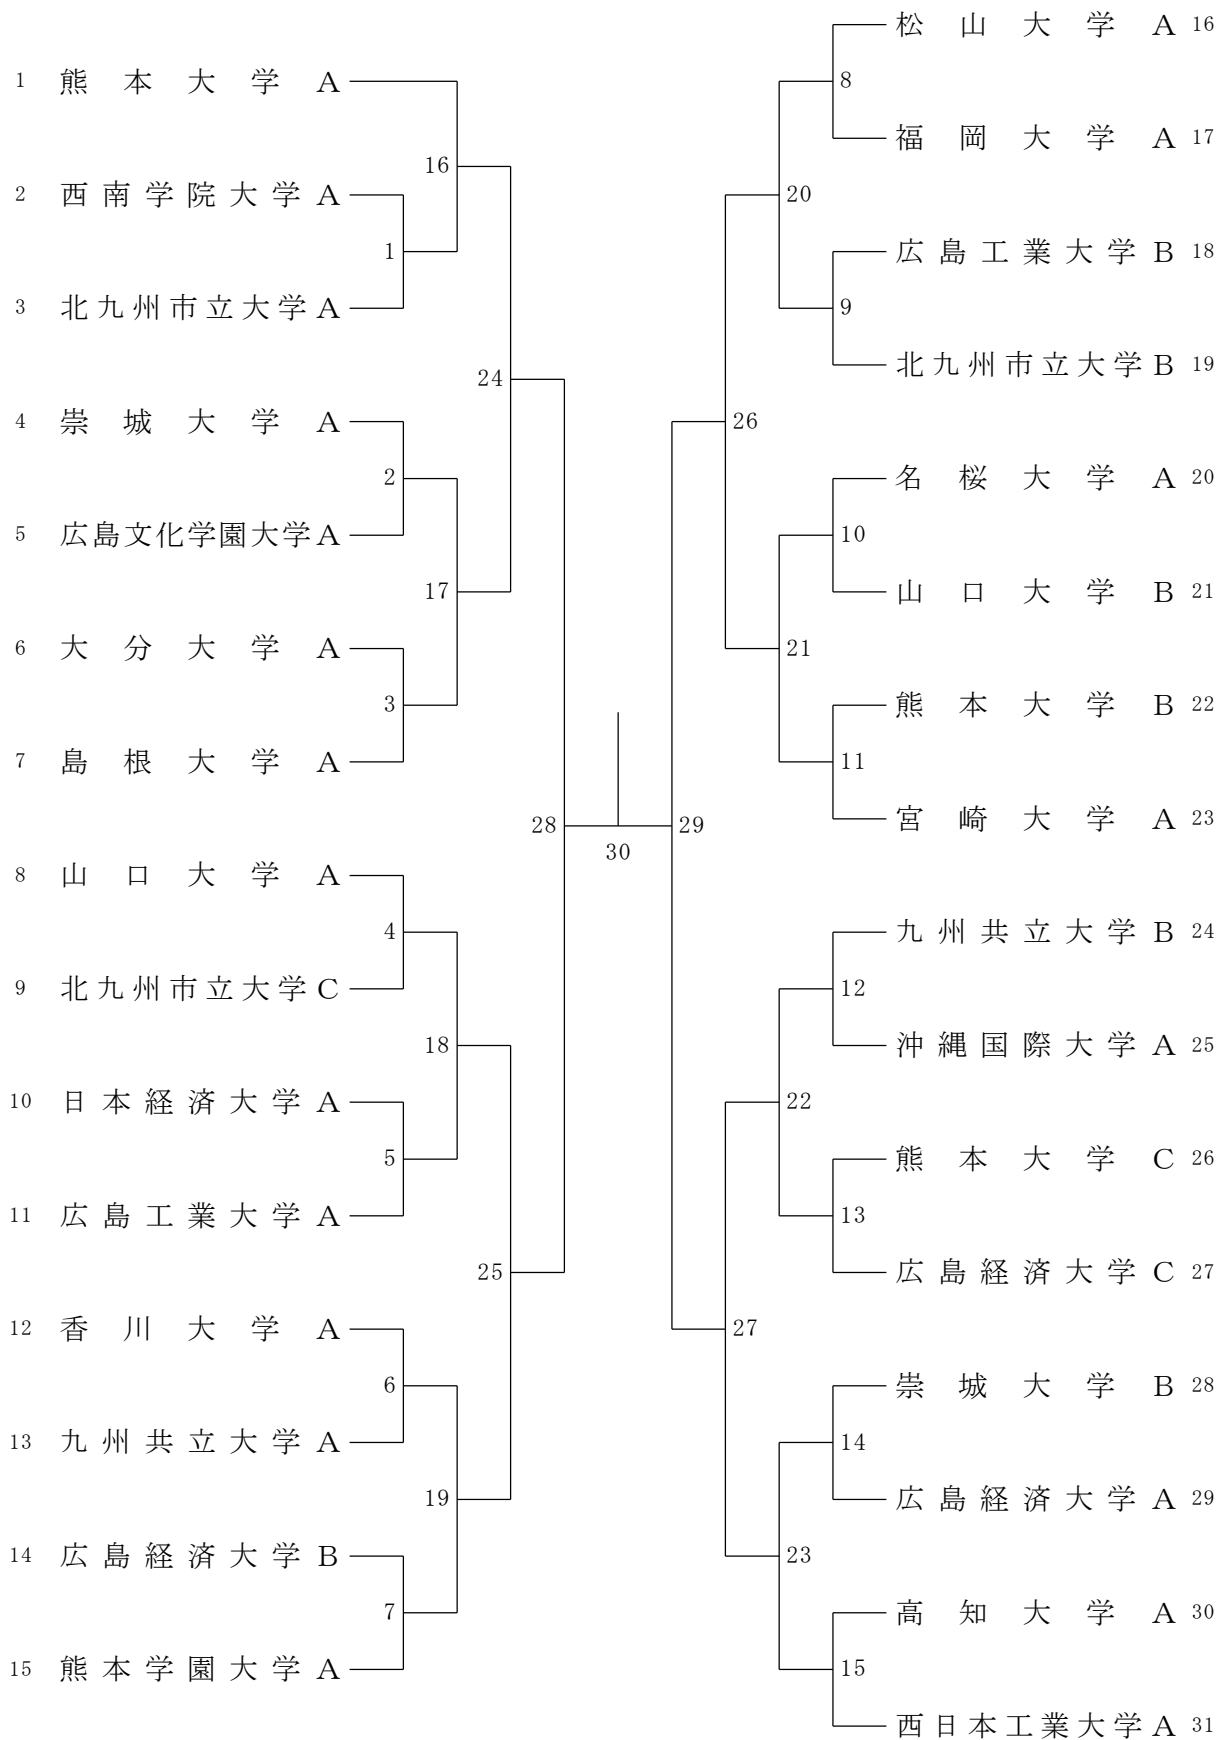 1 熊本大学A
2 西南学院大学A
3 北九州市立大学A
4 崇城大学A
5 広島文化学園大学A
6 大分大学A
7 島根大学A
8 山口大学A
9 北九州市立大学C
10 日本経済大学A
11 広島工業大学A
12 香川大学A
13 九州共立大学A
14 広島経済大学B
15 熊本学園大学A
1
2
3
4
5
6
7
16
17
18
19
24
25
28
30
29
26
27
20
21
22
23
8
9
10
11
12
13
14
15
松山大学A 16
福岡大学A 17
広島工業大学B 18
北九州市立大学B 19
名桜大学A 20
山口大学B 21
熊本大学B 22
宮崎大学A 23
九州共立大学B 24
沖縄国際大学A 25
熊本大学C 26
広島経済大学C 27
崇城大学B 28
広島経済大学A 29
高知大学A 30
西日本工業大学A 31